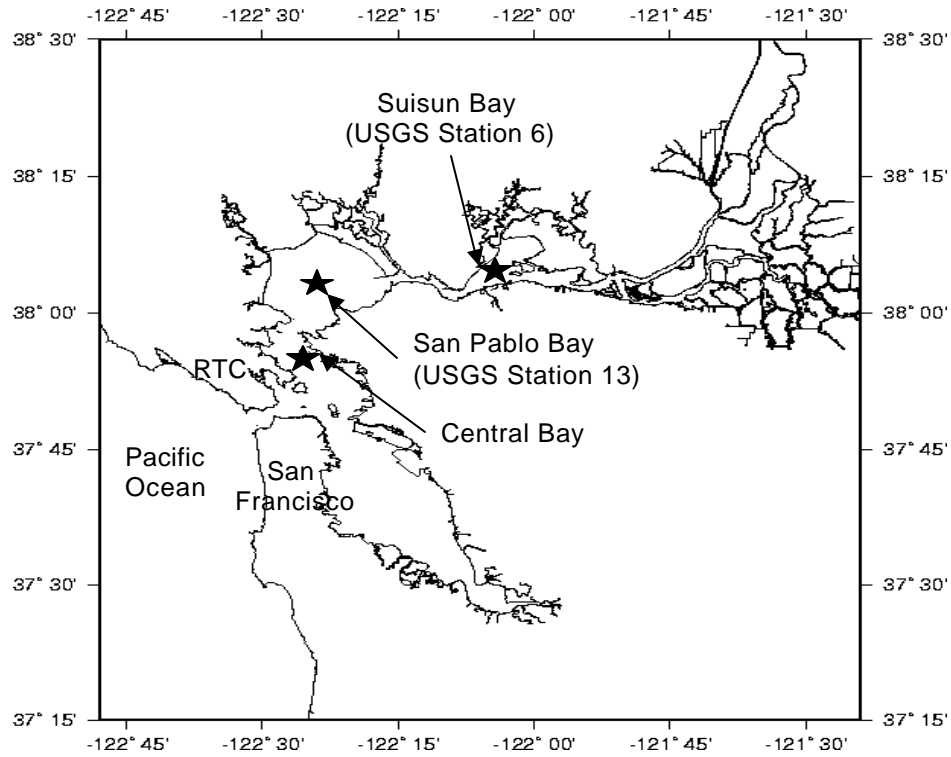 -122° 45' -122° 30' -122° 15' -122° 00' -121° 45' -121° 30'
38° 30' 38° 30'
Suisun Bay
(USGS Station 6)
38° 15' 38° 15'
38° 00' 38° 00'
San Pablo Bay
(USGS Station 13)
RTC
Central Bay
37° 45' 37° 45'
Pacific
Ocean
San
Francisco
37° 30' 37° 30'
37° 15' 37° 15'
-122° 45' -122° 30' -122° 15' -122° 00' -121° 45' -121° 30'